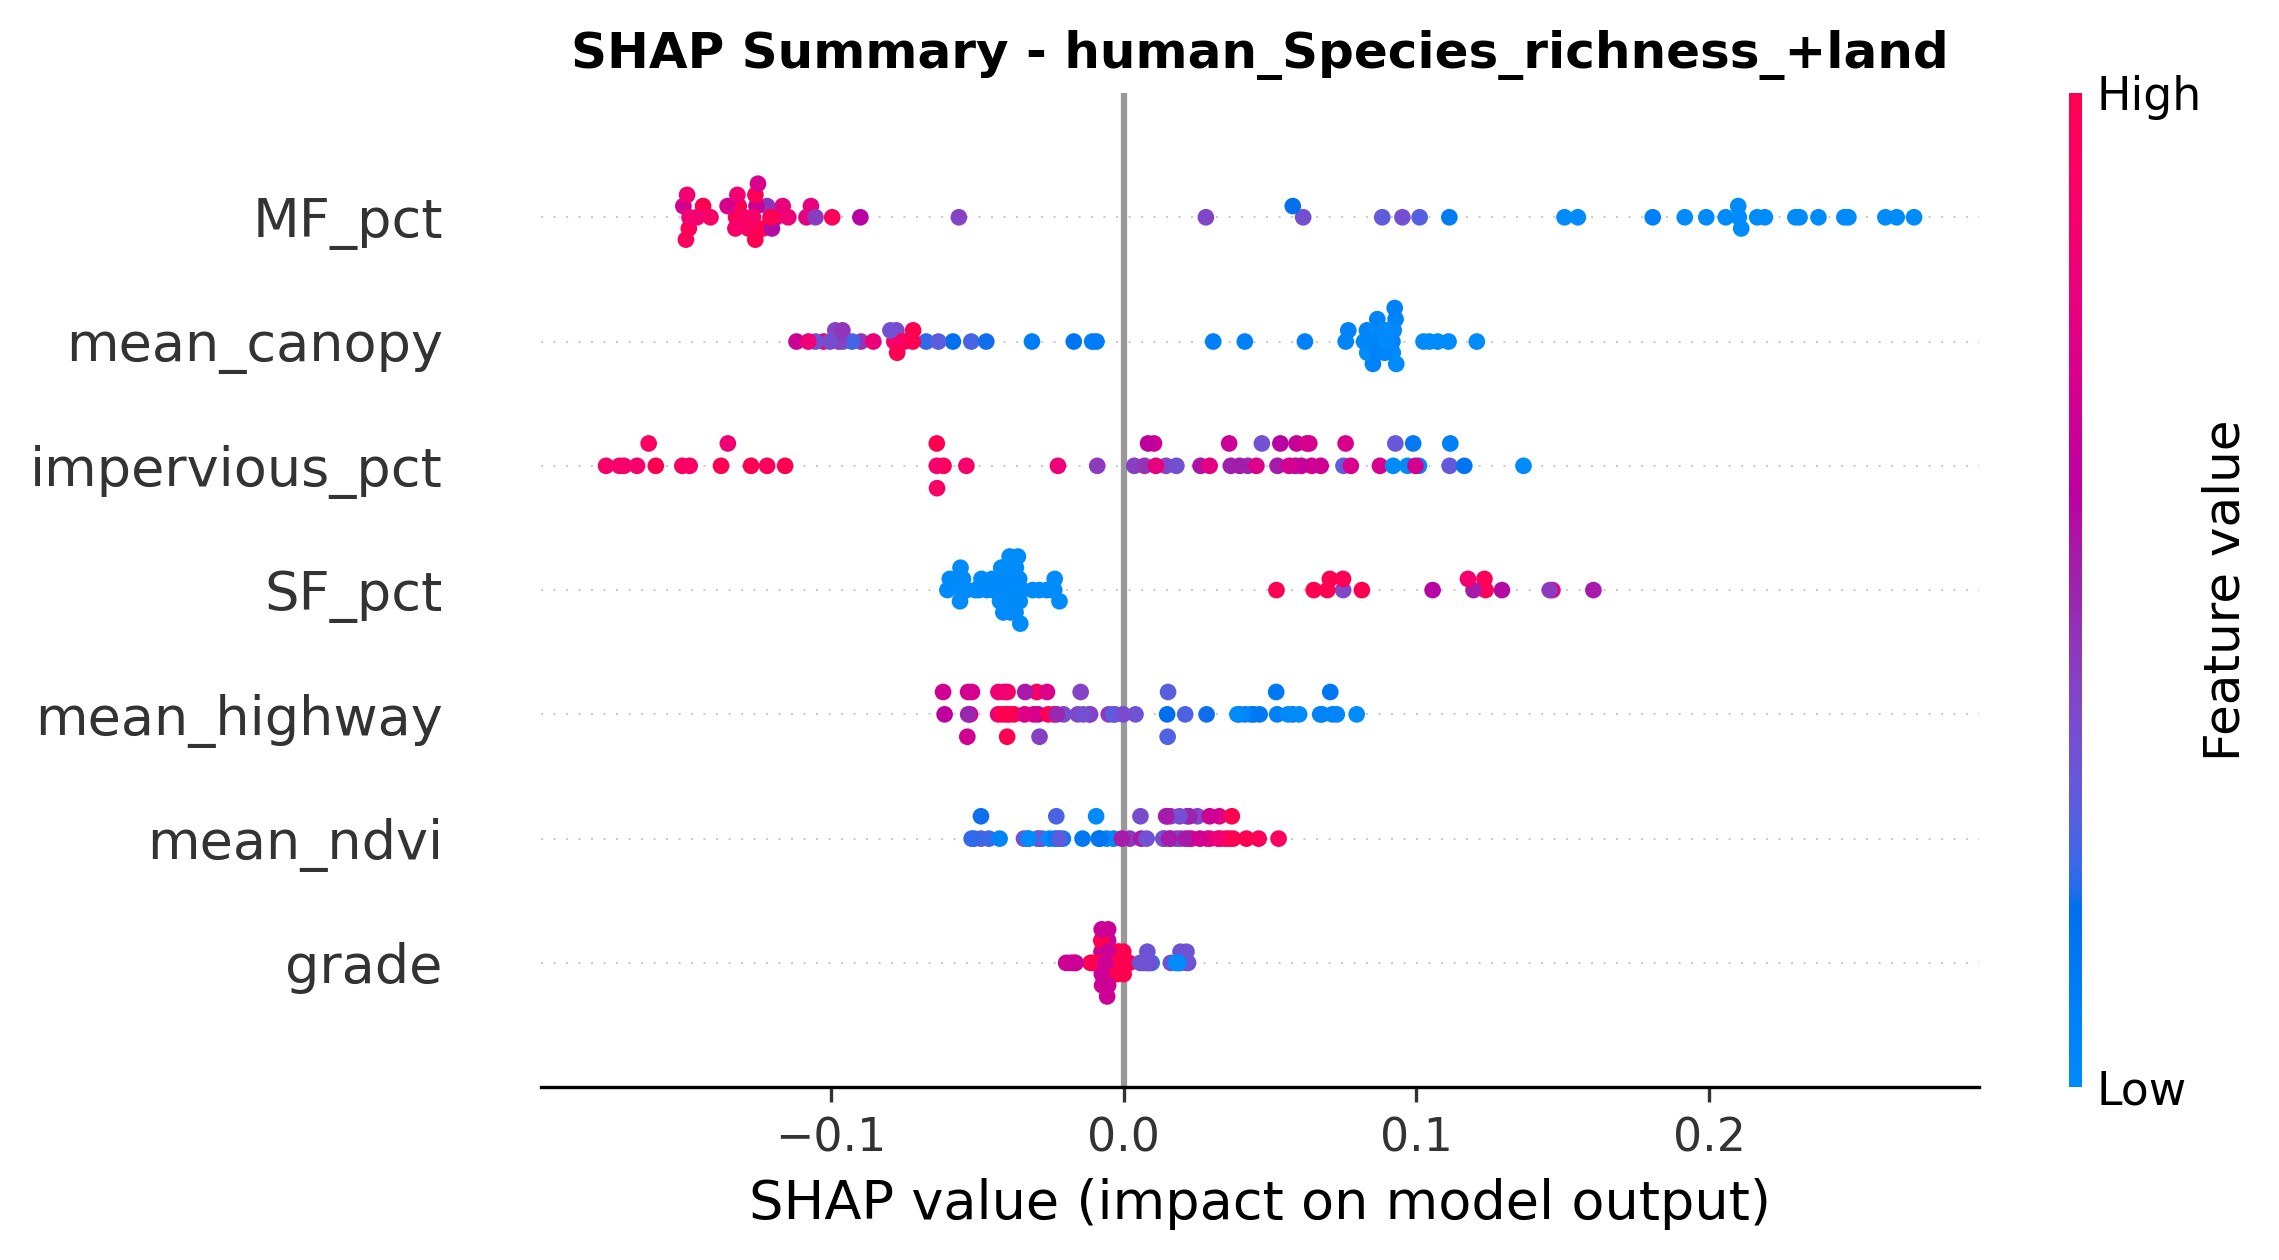 SHAP Summary - human_Species_richness_+land
High
MF_pct
mean_canopy
impervious_pct
SF_pct
mean_highway
mean_ndvi
grade
Feature value
Low
−0.1
0.0
0.1
0.2
SHAP value (impact on model output)